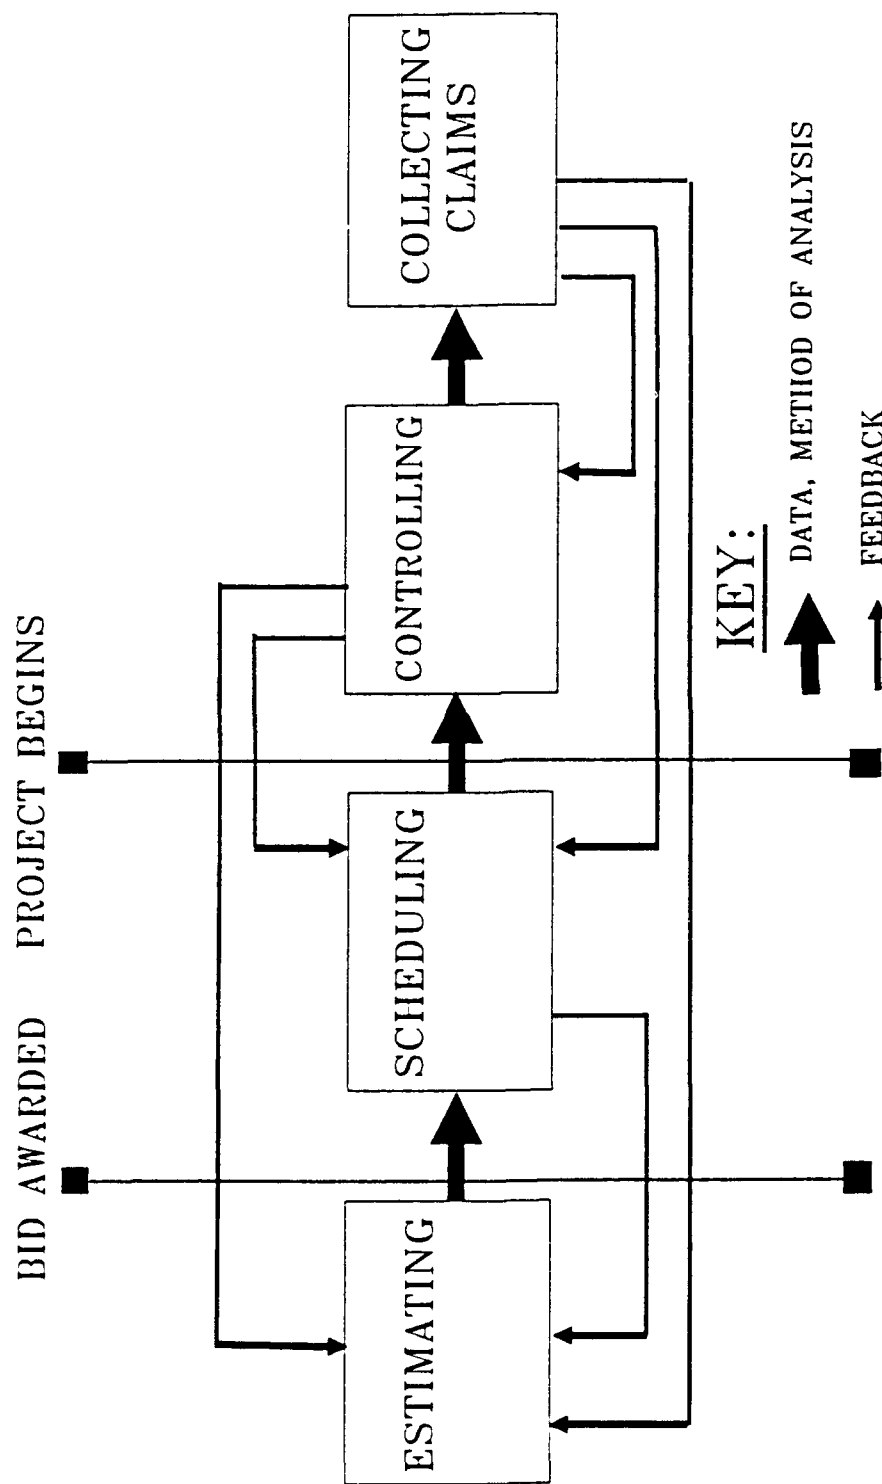 BID AWARDED
PROJECT BEGINS
ESTIMATING
SCHEDULING
CONTROLLING
COLLECTING
CLAIMS
KEY:
DATA, METHOD OF ANALYSIS
FEEDBACK